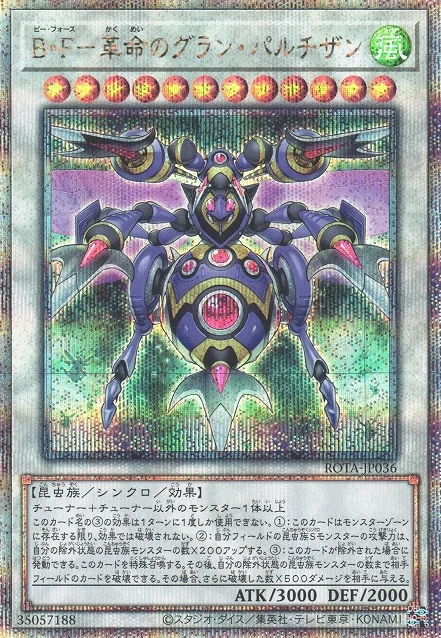 ビー・フォース かくめい
B・F－革命のグラン・パルチザン
風
ROTA-JP036
【昆虫族／シンクロ／効果】
チューナー＋チューナー以外のモンスター1体以上
このカード名の③の効果は1ターンに1度しか使用できない。①：このカードはモンスターゾーン
に存在する限り、効果では破壊されない。②：自分フィールドの昆虫族Sモンスターの攻撃力は、
自分の除外状態の昆虫族モンスターの数×200アップする。③：このカードが除外された場合に
発動できる。このカードを特殊召喚する。その後、自分の除外状態の昆虫族モンスターの数まで相手
フィールドのカードを破壊できる。その場合、さらに破壊した数×500ダメージを相手に与える。
ATK/3000 DEF/2000
35057188 ©スタジオ・ダイス／集英社・テレビ東京・KONAMI